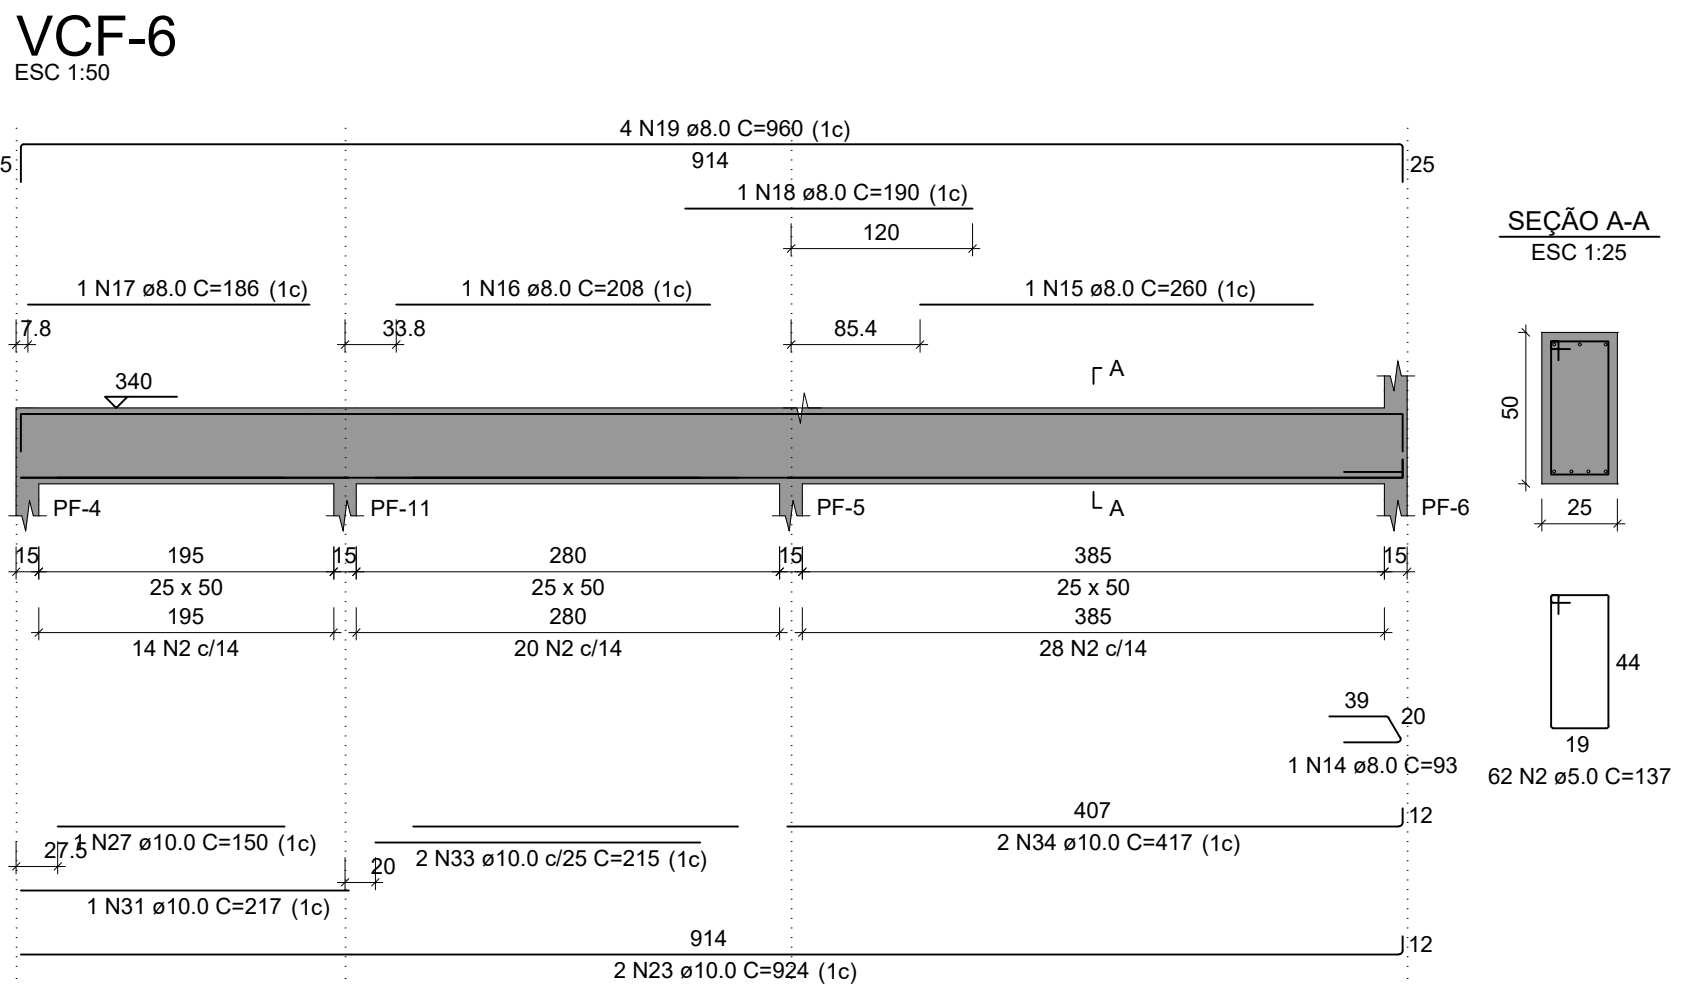 VCF-6
ESC 1:50
4 N19 ø8.0 C=960 (1c)
5
914
25
1 N18 ø8.0 C=190 (1c)
120
SEÇÃO A-A
ESC 1:25
1 N17 ø8.0 C=186 (1c)
1 N16 ø8.0 C=208 (1c)
1 N15 ø8.0 C=260 (1c)
7.8
33.8
85.4
340
A
50
PF-4
PF-11
PF-5
A
PF-6
25
15
195
15
280
15
385
15
25 x 50
25 x 50
25 x 50
195
280
385
14 N2 c/14
20 N2 c/14
28 N2 c/14
44
39
20
19
1 N14 ø8.0 C=93
62 N2 ø5.0 C=137
407
12
1 N27 ø10.0 C=150 (1c)
2 N34 ø10.0 C=417 (1c)
27.5
2 N33 ø10.0 c/25 C=215 (1c)
20
1 N31 ø10.0 C=217 (1c)
914
12
2 N23 ø10.0 C=924 (1c)